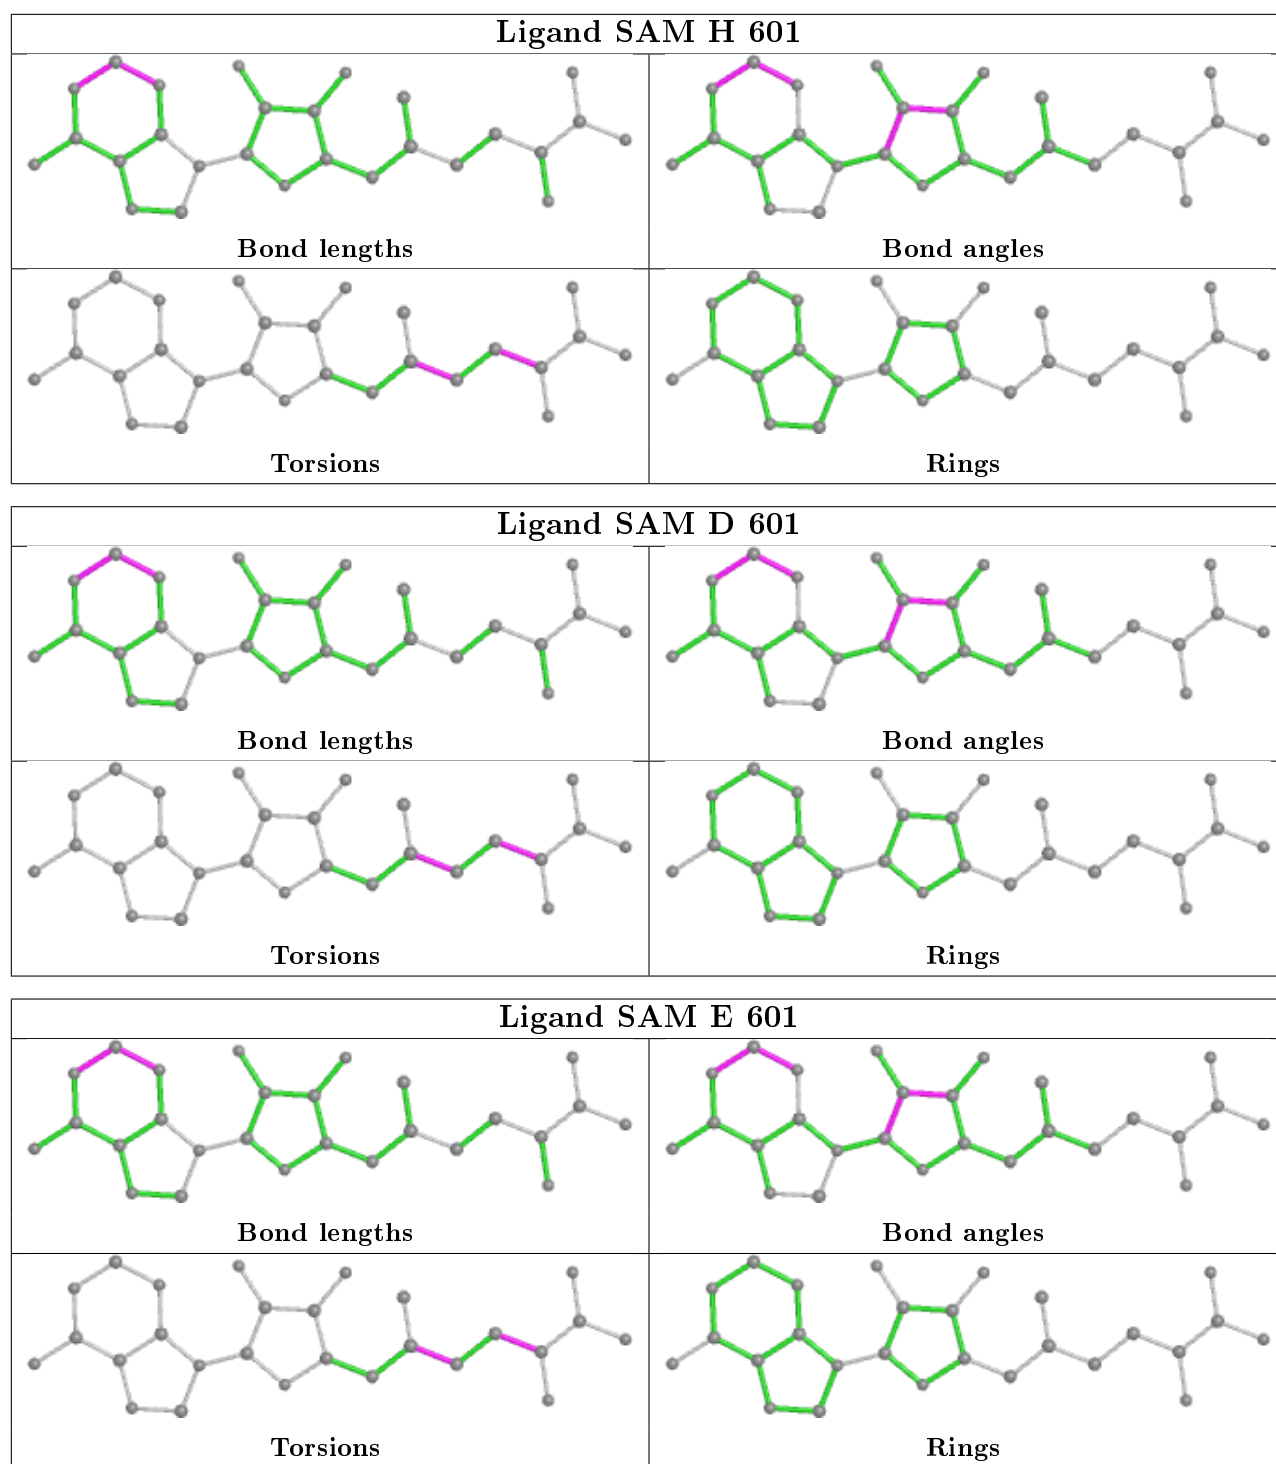 Ligand SAM H 601
Bond lengths
Bond angles
Torsions
Rings
Ligand SAM D 601
Bond lengths
Bond angles
Torsions
Rings
Ligand SAM E 601
Bond lengths
Bond angles
Torsions
Rings